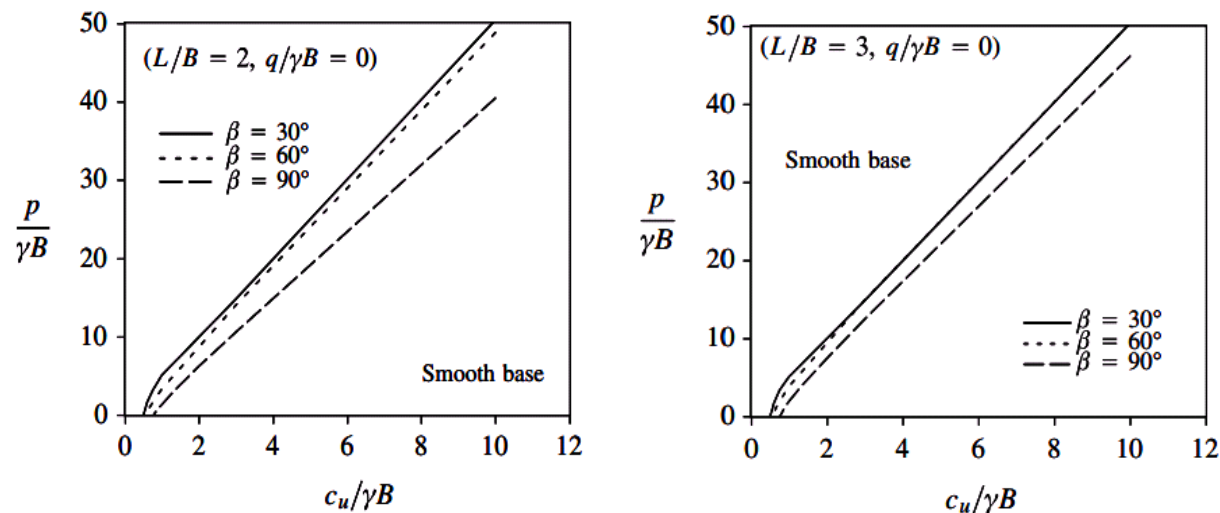 (L/B = 2, q/γB = 0)
β = 30°
β = 60°
β = 90°
Smooth base
p/γB
50
40
30
20
10
0
0 2 4 6 8 10 12
c_u/γB
(L/B = 3, q/γB = 0)
Smooth base
β = 30°
β = 60°
β = 90°
p/γB
50
40
30
20
10
0
0 2 4 6 8 10 12
c_u/γB